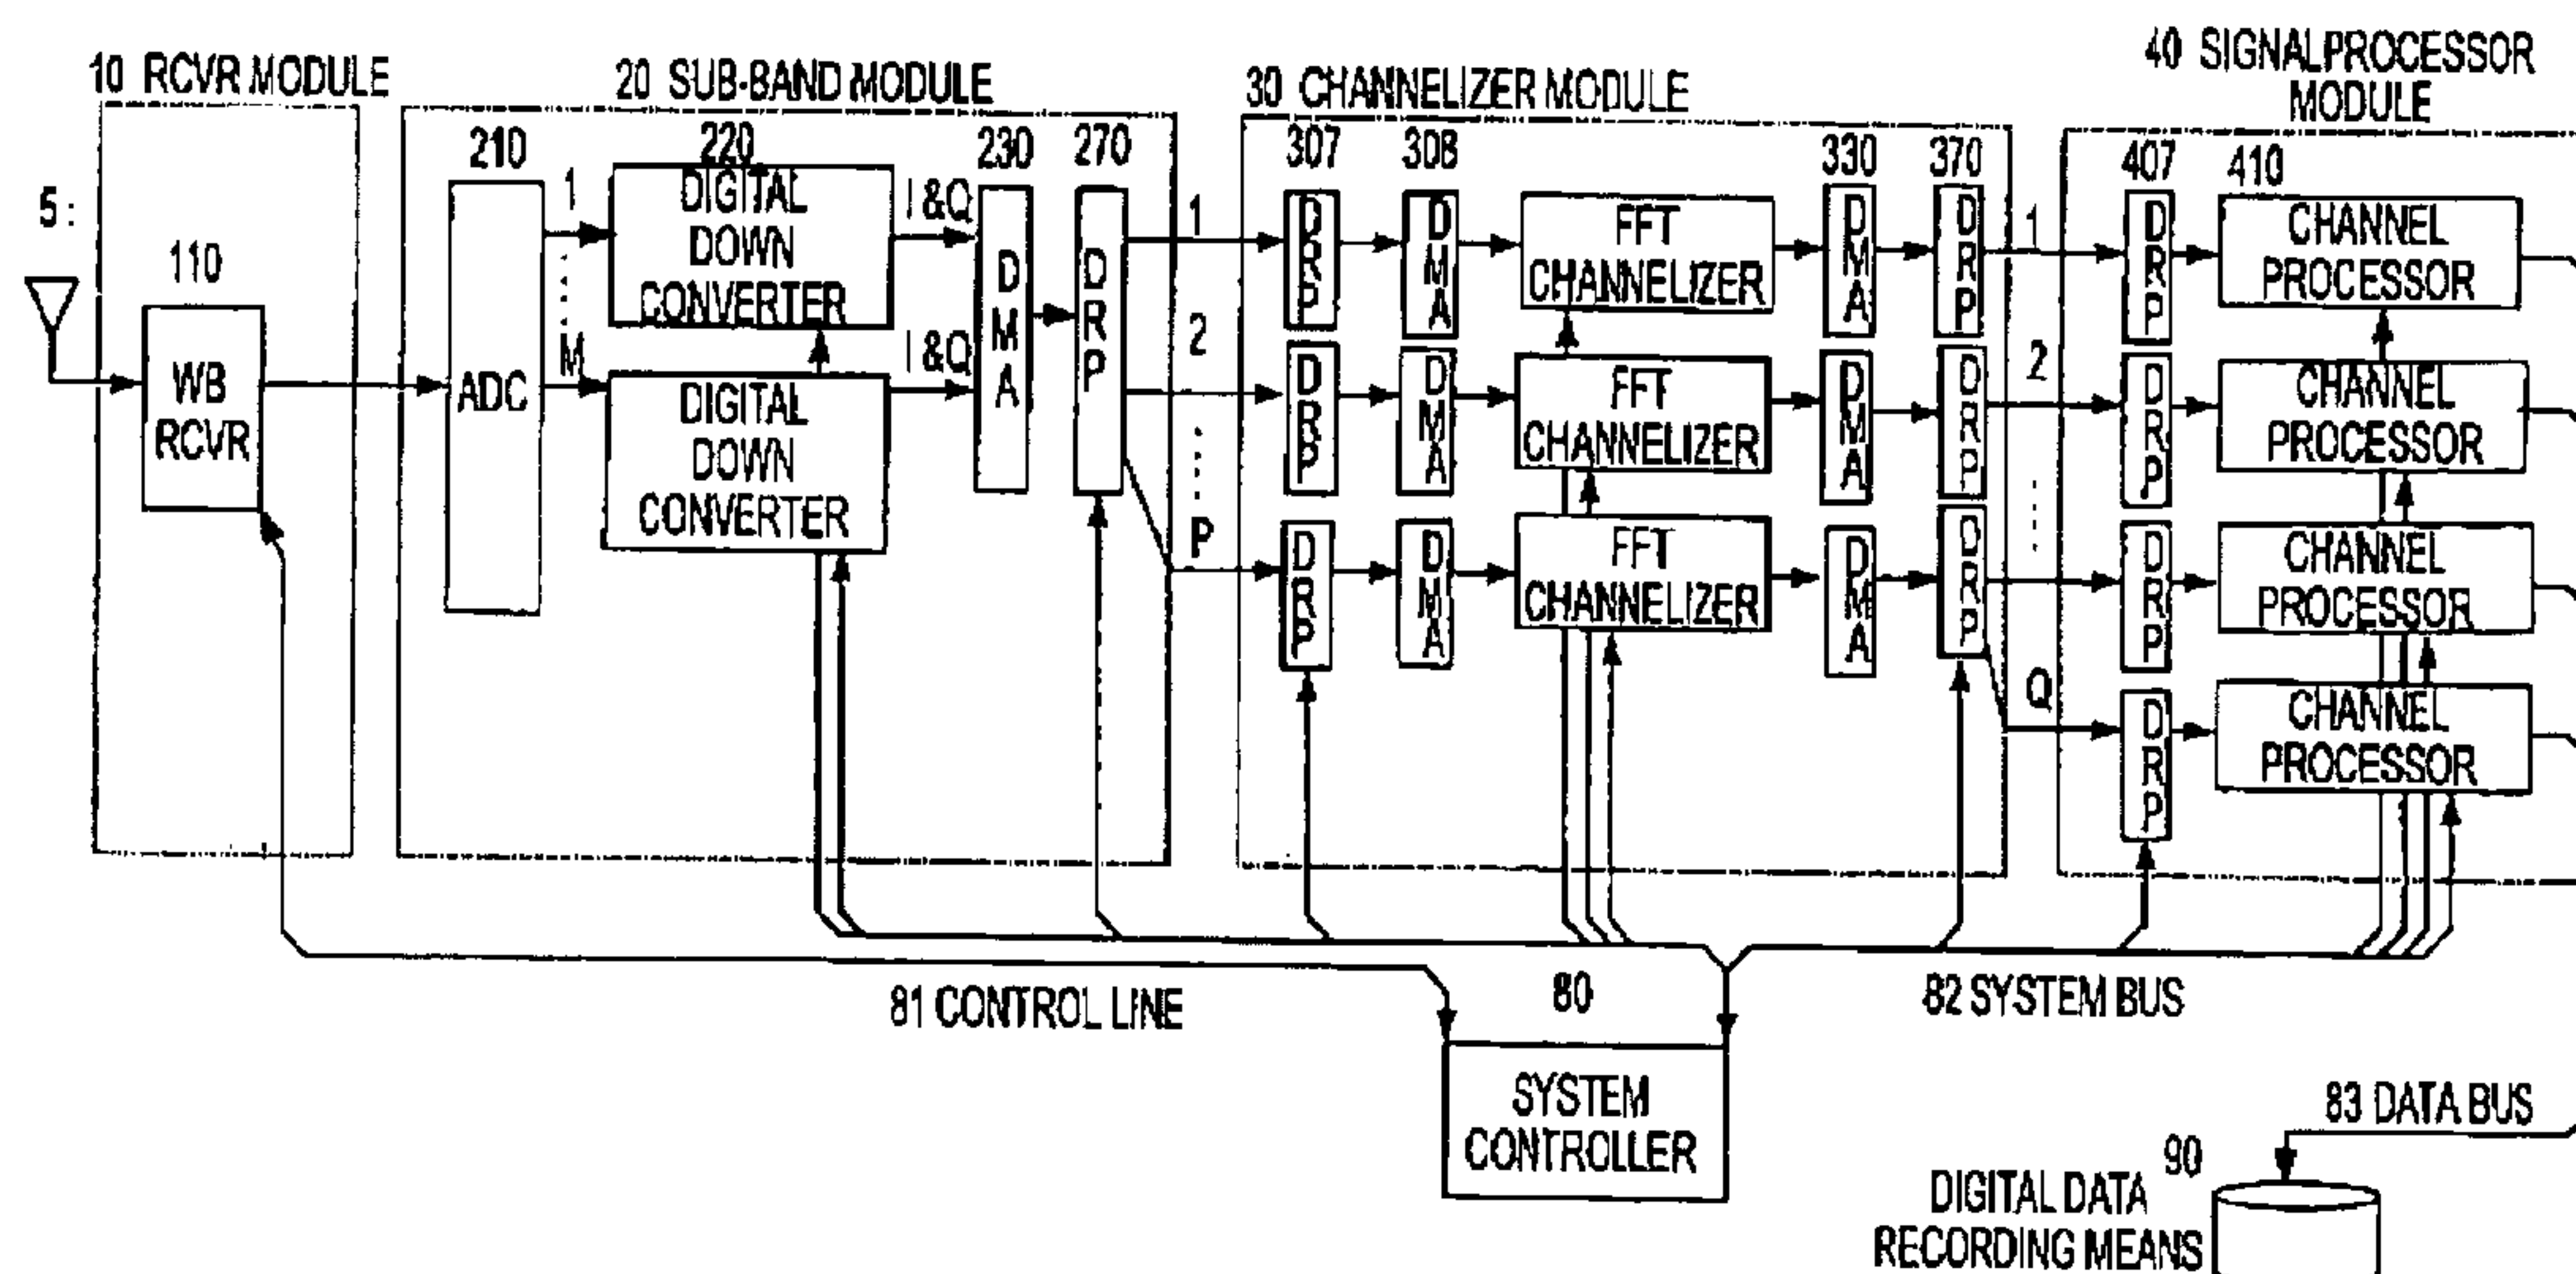 10 RCVR MODULE
20 SUB-BAND MODULE
30 CHANNELIZER MODULE
40 SIGNALPROCESSOR
MODULE
5:
110
WB
RCVR
210
ADC
1
M
220
DIGITAL
DOWN
CONVERTER
DIGITAL
DOWN
CONVERTER
I &Q
I &Q
230
DMA
270
DRP
1
2
P
307
DRP
DRP
DRP
308
DMA
DMA
DMA
FFT
CHANNELIZER
FFT
CHANNELIZER
FFT
CHANNELIZER
330
DMA
DMA
DMA
370
DRP
DRP
DRP
1
2
Q
407
DRP
DRP
DRP
DRP
410
CHANNEL
PROCESSOR
CHANNEL
PROCESSOR
CHANNEL
PROCESSOR
CHANNEL
PROCESSOR
81 CONTROL LINE
80
82 SYSTEM BUS
SYSTEM
CONTROLLER
83 DATA BUS
90
DIGITAL DATA
RECORDING MEANS